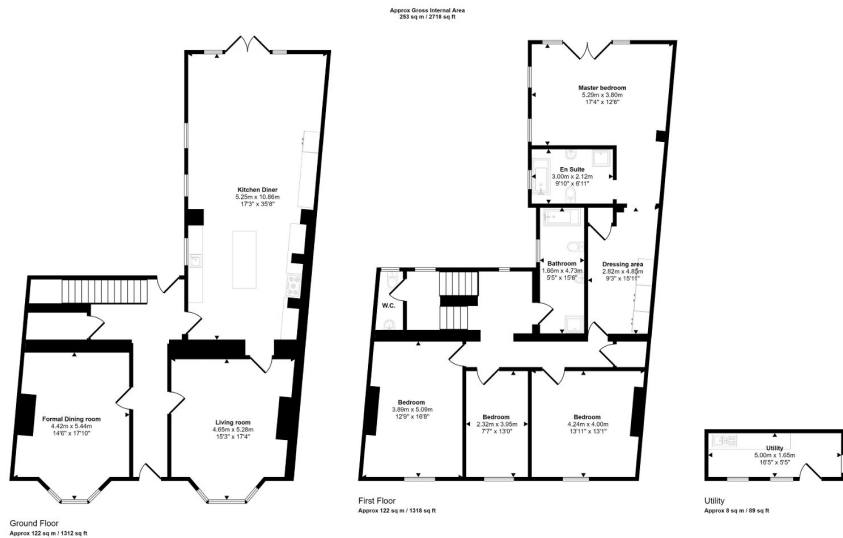 Approx Gross Internal Area
253 sq m / 2718 sq ft
Kitchen Diner
5.25m x 10.86m
17'3" x 35'8"
Formal Dining room
4.42m x 5.44m
14'6" x 17'10"
Living room
4.65m x 5.28m
15'3" x 17'4"
Ground Floor
Approx 122 sq m / 1312 sq ft
Master bedroom
5.29m x 3.80m
17'4" x 12'6"
En Suite
3.00m x 2.12m
9'10" x 6'11"
Bathroom
1.66m x 4.73m
5'5" x 15'6"
Dressing area
2.82m x 4.85m
9'3" x 15'11"
W.C.
Bedroom
3.89m x 5.09m
12'9" x 16'8"
Bedroom
2.32m x 3.95m
7'7" x 13'0"
Bedroom
4.24m x 4.00m
13'11" x 13'1"
First Floor
Approx 122 sq m / 1318 sq ft
Utility
5.00m x 1.65m
16'5" x 5'5"
Utility
Approx 8 sq m / 89 sq ft